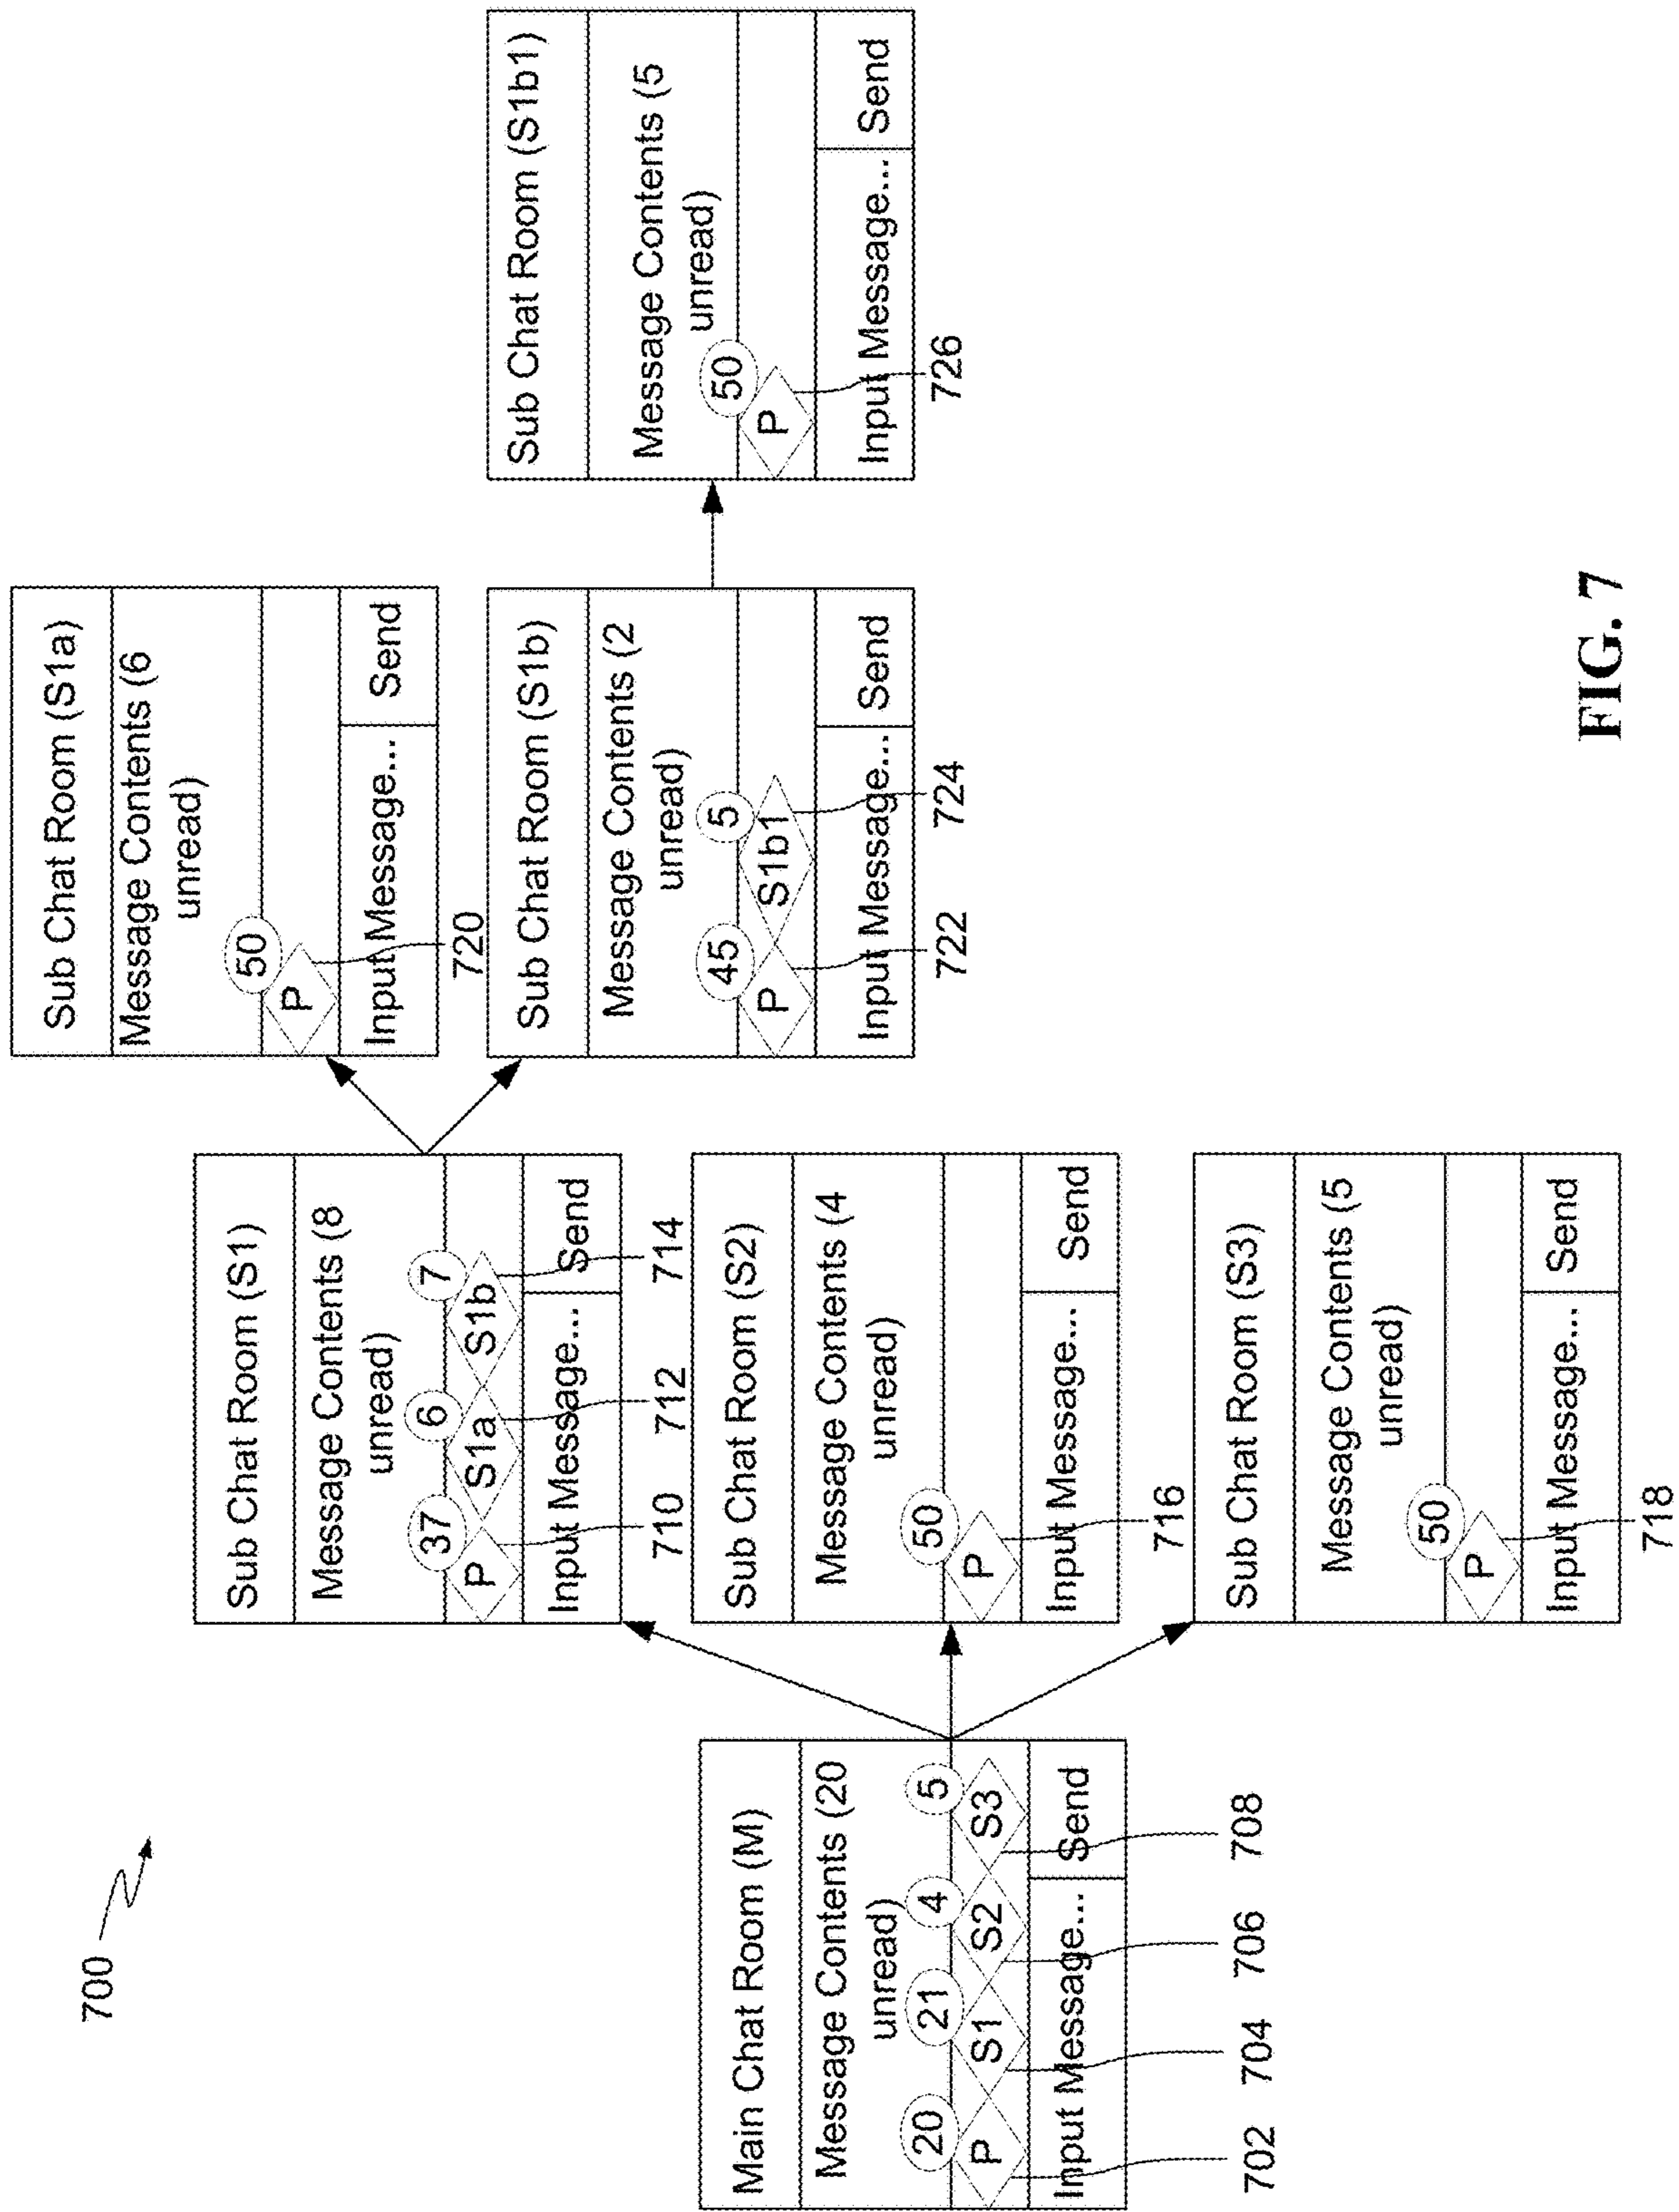 700
Main Chat Room (M)
Message Contents (20
unread)
20 21 4 5
P S1 S2 S3
Input Message... Send
702 704 706 708
Sub Chat Room (S1)
Message Contents (8
unread)
37 6 7
P S1a S1b
Input Message... Send
710 712 714
Sub Chat Room (S2)
Message Contents (4
unread)
50
P
Input Message... Send
716
Sub Chat Room (S3)
Message Contents (5
unread)
50
P
Input Message... Send
718
Sub Chat Room (S1a)
Message Contents (6
unread)
50
P
Input Message... Send
720
Sub Chat Room (S1b)
Message Contents (2
unread)
45 5
P S1b1
Input Message... Send
722 724
Sub Chat Room (S1b1)
Message Contents (5
unread)
50
P
Input Message... Send
726
FIG. 7